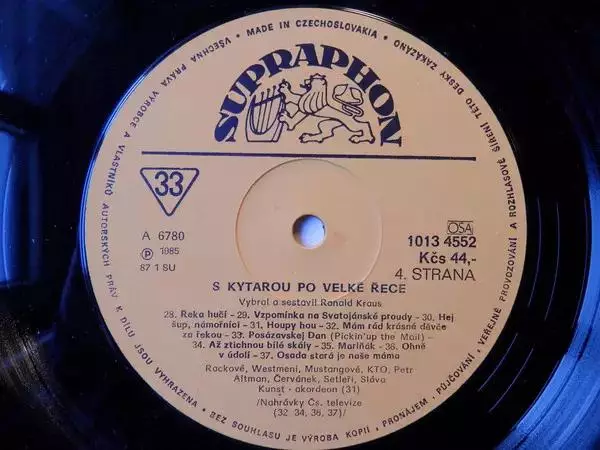 VŠECHNA PRÁVA VÝROBCE A VLASTNÍKŮ AUTORSKÝCH PRÁV K DÍLU JSOU VYHRAZENA • BEZ SOUHLASU JE VÝROBA KOPIÍ, PRONÁJEM, PŮJČOVÁNÍ, VEŘEJNÉ PROVOZOVÁNÍ A ROZHLASOVÉ ŠÍŘENÍ TÉTO DESKY ZAKÁZÁNO • MADE IN CZECHOSLOVAKIA •
SUPRAPHON
33
A 6780
Ⓟ 1985
87 1 SU
OSA
1013 4552
Kčs 44,-
4. STRANA
S KYTAROU PO VELKÉ ŘECE
Vybral a sestavil Ronald Kraus
28. Řeka hučí - 29. Vzpomínka na Svatojánské proudy - 30. Hej
šup, námořníci - 31. Houpy hou - 32. Mám rád krásné děvče
za řekou - 33. Posázavskej Dan (Pickin'up the Mail) -
34. Až ztichnou bílé skály - 35. Mariňák - 36. Ohně
v údolí - 37. Osada stará je naše máma
Rackové, Westmeni, Mustangové, KTO, Petr
Altman, Červánek, Setleři, Sláva
Kunst - akordeon (31)
/Nahrávky Čs. televize
(32, 34, 36, 37)/